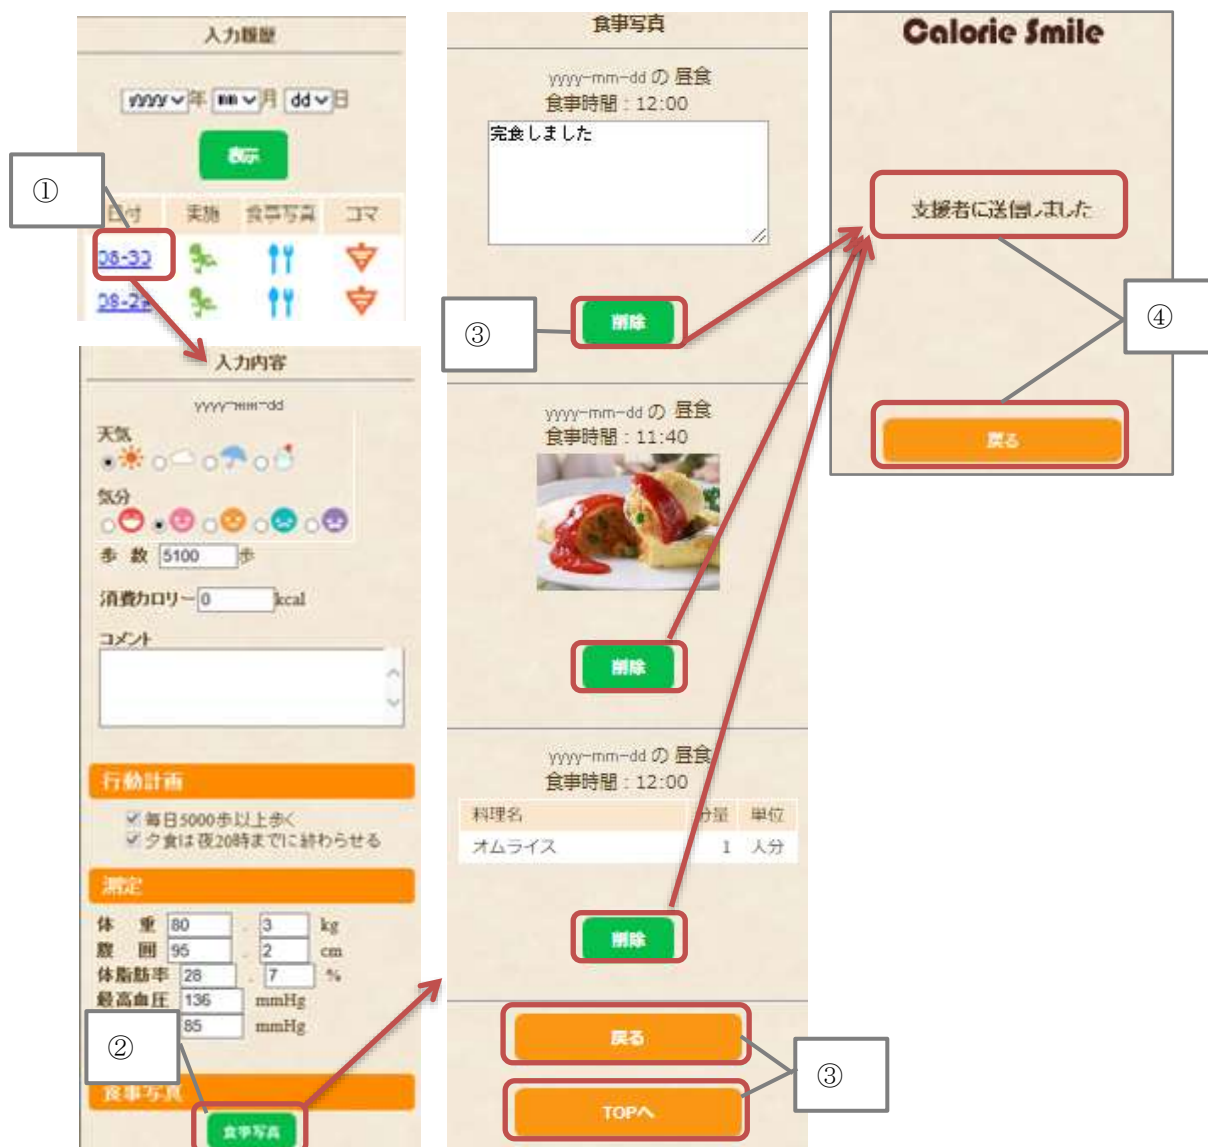 入力履歴
yyyy年 mm月 dd日
表示
①
日付 実施 食事写真 コマ
08-30
08-29
入力内容
yyyy-mm-dd
天気
気分
歩 数 5100 歩
消費カロリー 0 kcal
コメント
行動計画
毎日5000歩以上歩く
夕食は夜20時までに終わらせる
測定
体 重 80 . 3 kg
腹 囲 95 . 2 cm
体脂肪率 28 . 7 %
最高血圧 136 mmHg
85 mmHg
②
食事写真
食事写真
食事写真
yyyy-mm-dd の 昼食
食事時間：12:00
完食しました
③
削除
yyyy-mm-dd の 昼食
食事時間：11:40
削除
yyyy-mm-dd の 昼食
食事時間：12:00
料理名 分量 単位
オムライス 1 人分
削除
戻る
③
TOPへ
Calorie Smile
支援者に送信しました
④
戻る